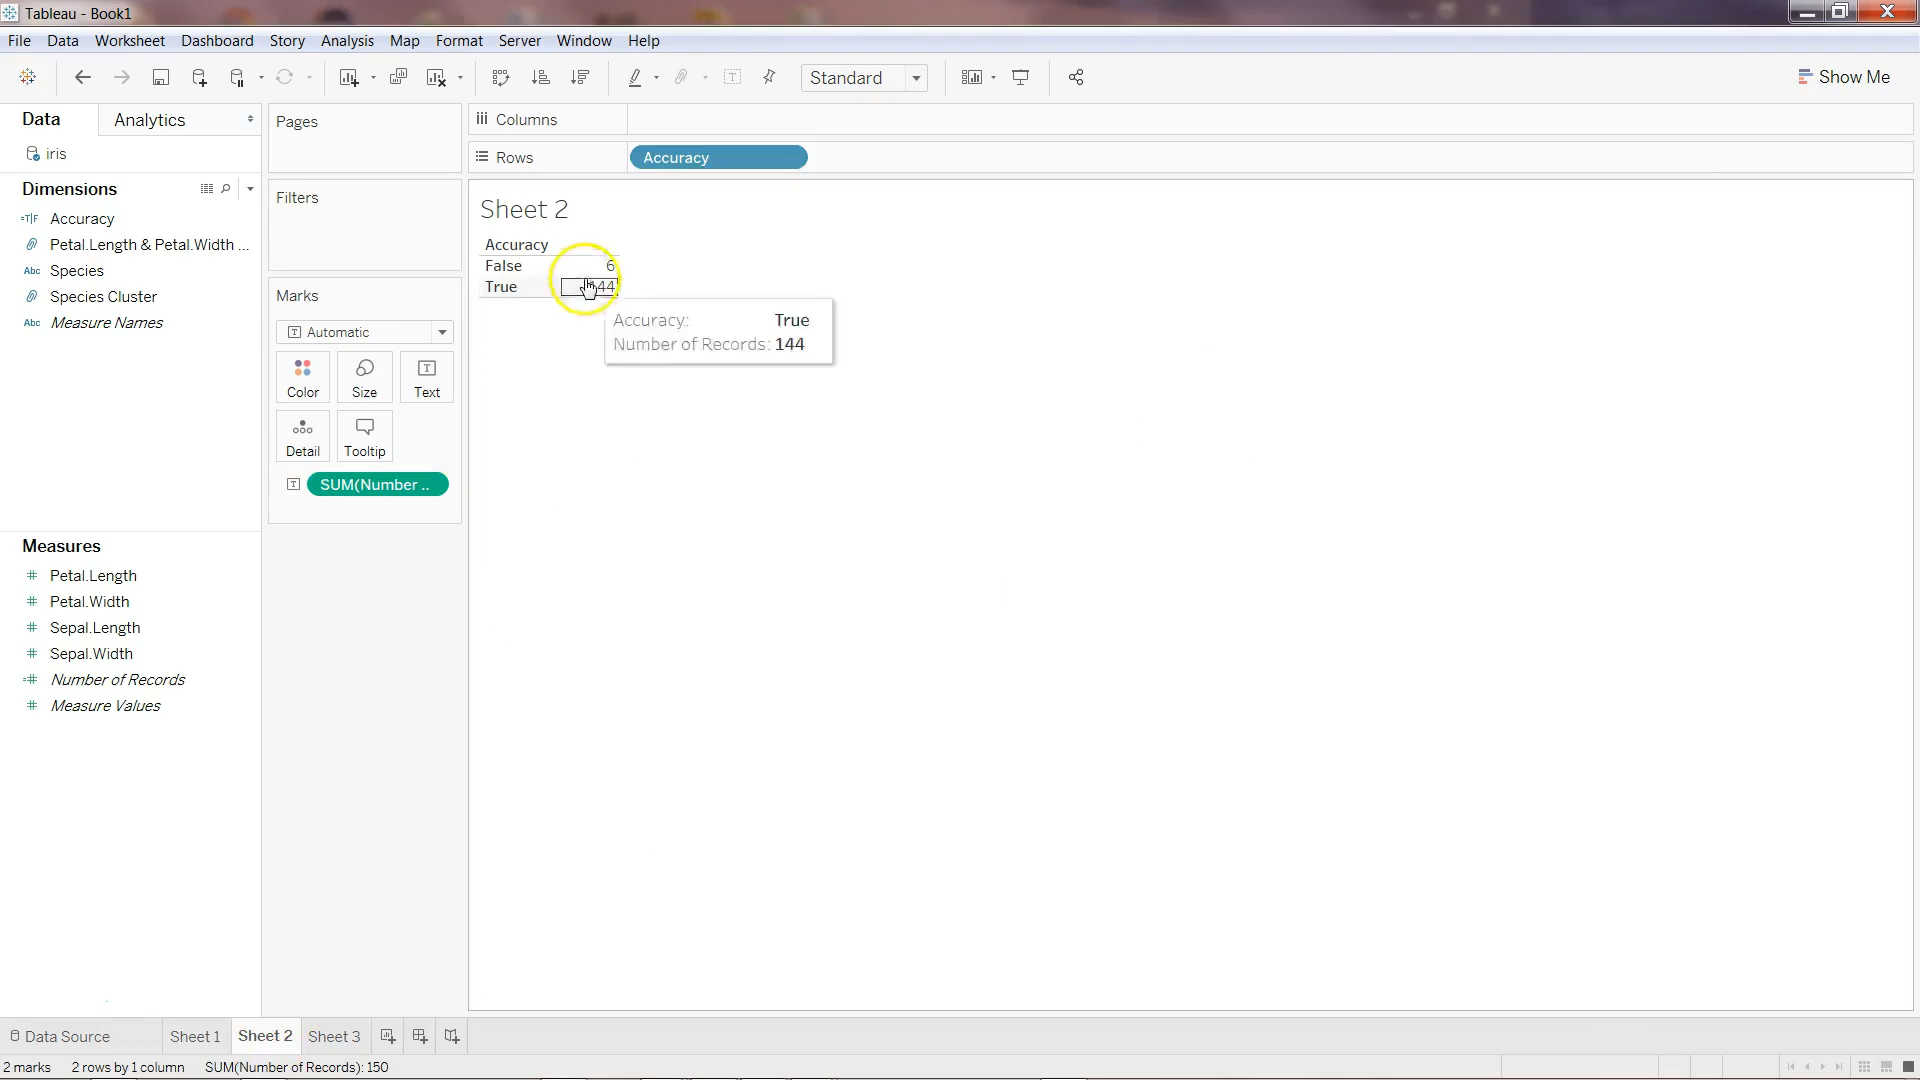 Tableau - Book1
File Data Worksheet Dashboard Story Analysis Map Format Server Window Help
Standard
Show Me
Data
Analytics
iris
Dimensions
Accuracy
Petal.Length & Petal.Width ...
Species
Species Cluster
Measure Names
Measures
Petal.Length
Petal.Width
Sepal.Length
Sepal.Width
Number of Records
Measure Values
Pages
Filters
Marks
Automatic
Color
Size
Text
Detail
Tooltip
SUM(Number ..
Columns
Rows
Accuracy
Sheet 2
Accuracy
False 6
True
Accuracy: True
Number of Records: 144
Data Source
Sheet 1
Sheet 2
Sheet 3
2 marks 2 rows by 1 column SUM(Number of Records): 150